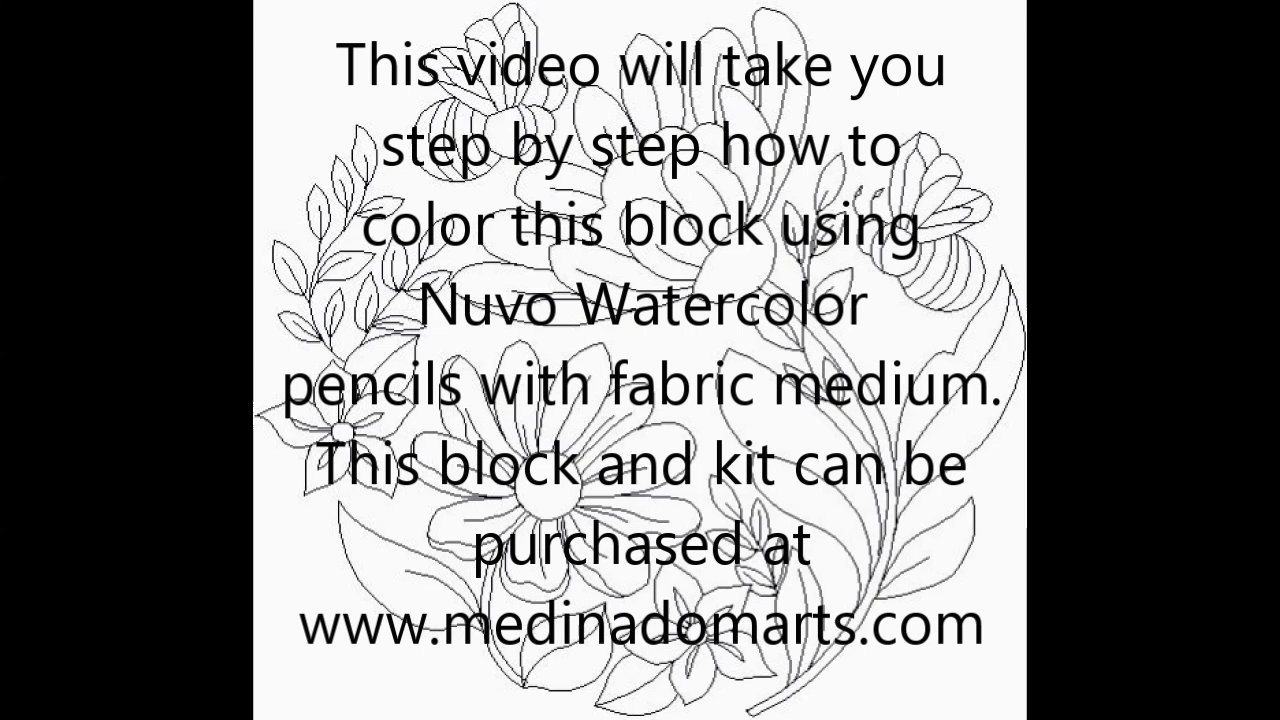 This video will take you
step by step how to
color this block using
Nuvo Watercolor
pencils with fabric medium.
This block and kit can be
purchased at
www.medinadomarts.com